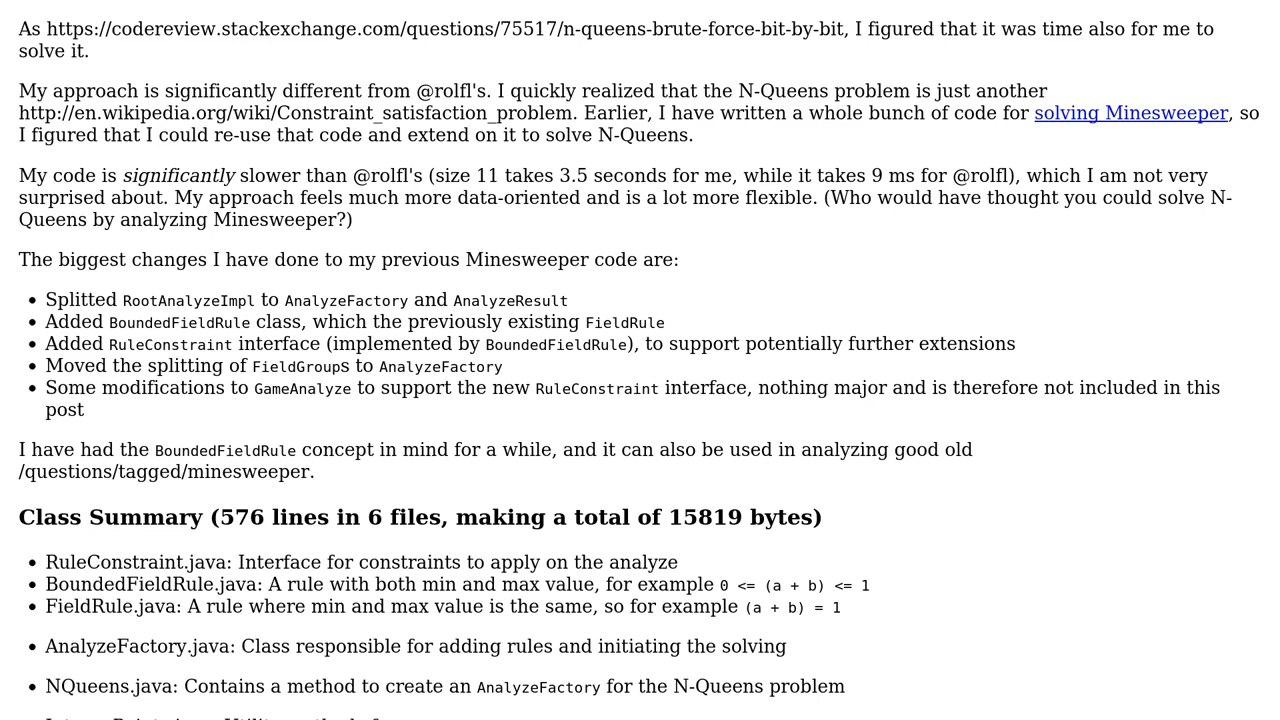 As https://codereview.stackexchange.com/questions/75517/n-queens-brute-force-bit-by-bit, I figured that it was time also for me to
solve it.
My approach is significantly different from @rolfl's. I quickly realized that the N-Queens problem is just another
http://en.wikipedia.org/wiki/Constraint_satisfaction_problem. Earlier, I have written a whole bunch of code for solving Minesweeper, so
I figured that I could re-use that code and extend on it to solve N-Queens.
My code is significantly slower than @rolfl's (size 11 takes 3.5 seconds for me, while it takes 9 ms for @rolfl), which I am not very
surprised about. My approach feels much more data-oriented and is a lot more flexible. (Who would have thought you could solve N-
Queens by analyzing Minesweeper?)
The biggest changes I have done to my previous Minesweeper code are:
• Splitted RootAnalyzeImpl to AnalyzeFactory and AnalyzeResult
• Added BoundedFieldRule class, which the previously existing FieldRule
• Added RuleConstraint interface (implemented by BoundedFieldRule), to support potentially further extensions
• Moved the splitting of FieldGroups to AnalyzeFactory
• Some modifications to GameAnalyze to support the new RuleConstraint interface, nothing major and is therefore not included in this
post
I have had the BoundedFieldRule concept in mind for a while, and it can also be used in analyzing good old
/questions/tagged/minesweeper.
Class Summary (576 lines in 6 files, making a total of 15819 bytes)
• RuleConstraint.java: Interface for constraints to apply on the analyze
• BoundedFieldRule.java: A rule with both min and max value, for example 0 <= (a + b) <= 1
• FieldRule.java: A rule where min and max value is the same, so for example (a + b) = 1
• AnalyzeFactory.java: Class responsible for adding rules and initiating the solving
• NQueens.java: Contains a method to create an AnalyzeFactory for the N-Queens problem